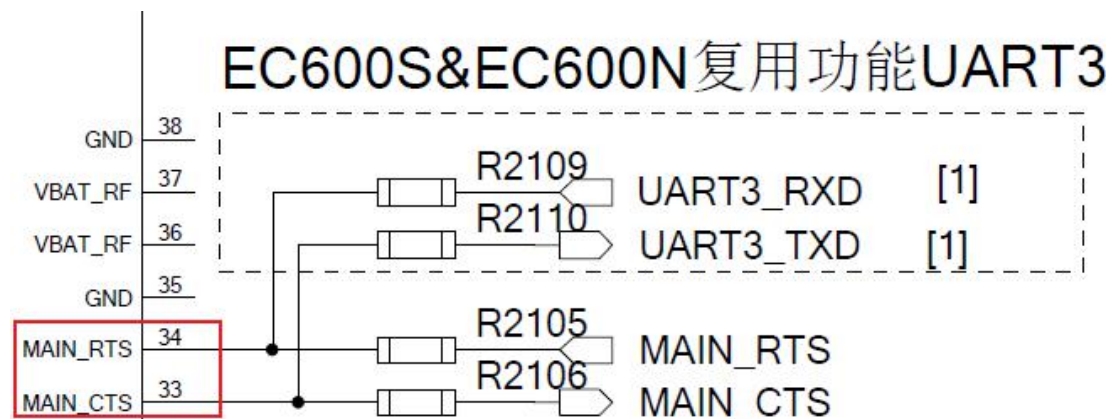 EC600S&EC600N复用功能UART3
GND 38
VBAT_RF 37 R2109 UART3_RXD [1]
VBAT_RF 36 R2110 UART3_TXD [1]
GND 35
MAIN_RTS 34 R2105 MAIN_RTS
MAIN_CTS 33 R2106 MAIN_CTS